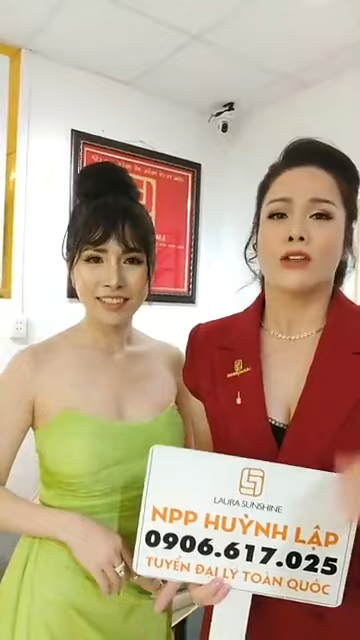 LAURA SUNSHINE
NPP HUỲNH LẬP
0906.617.025
TUYỂN ĐẠI LÝ TOÀN QUỐC